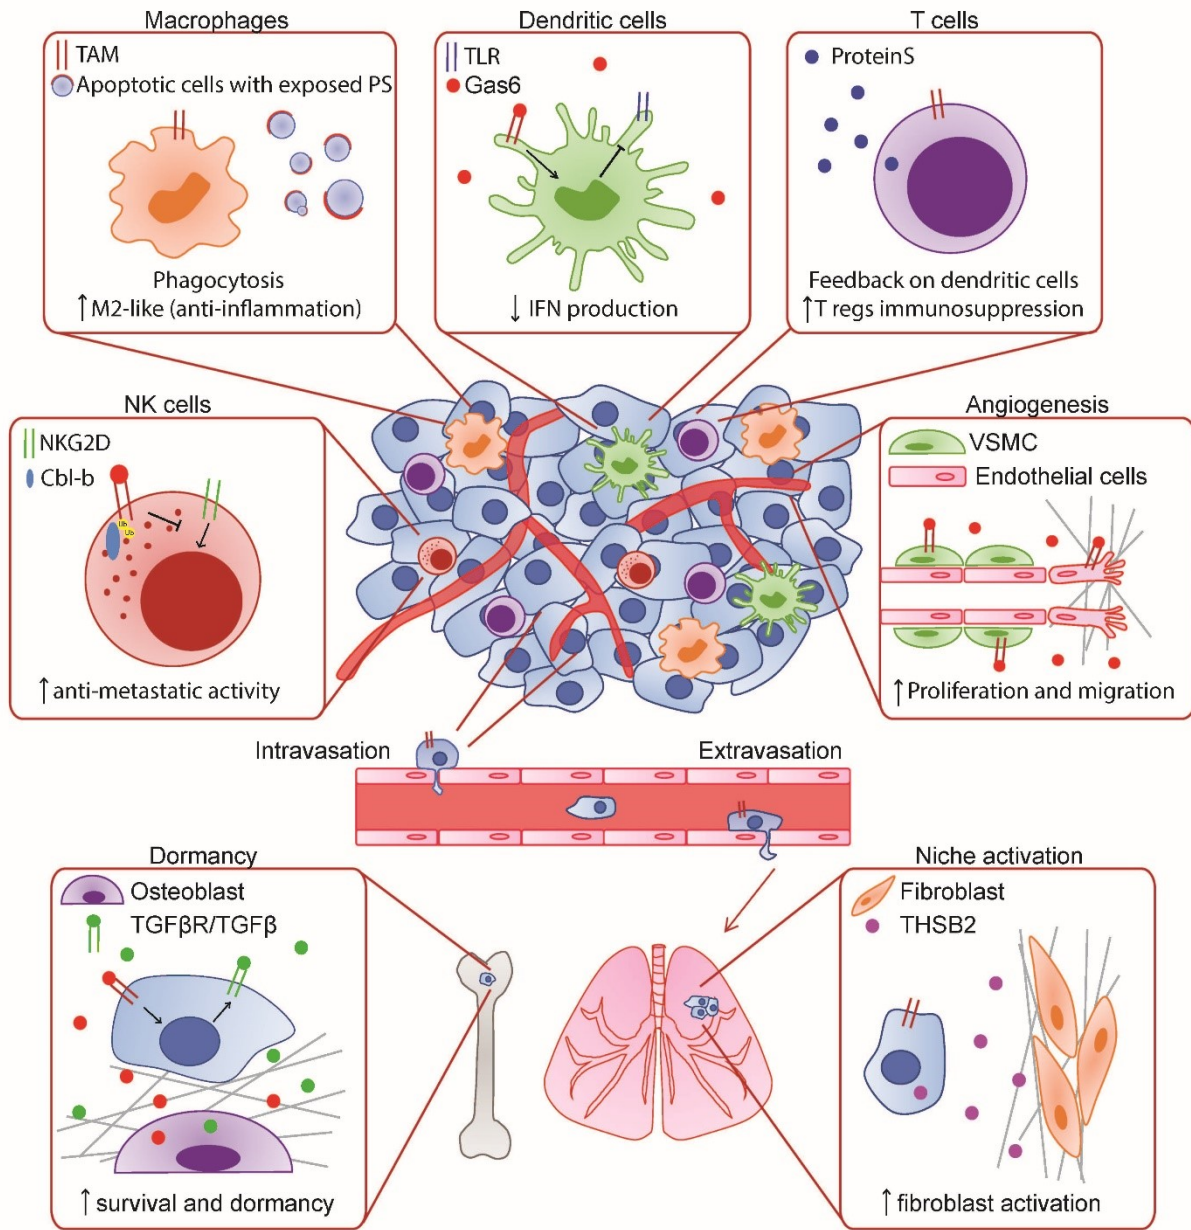 Macrophages
TAM
Apoptotic cells with exposed PS
Phagocytosis
↑ M2-like (anti-inflammation)
Dendritic cells
TLR
Gas6
↓ IFN production
T cells
ProteinS
Feedback on dendritic cells
↑T regs immunosuppression
NK cells
NKG2D
Cbl-b
Ub
Ub
↑ anti-metastatic activity
Angiogenesis
VSMC
Endothelial cells
↑ Proliferation and migration
Intravasation
Extravasation
Dormancy
Osteoblast
TGFβR/TGFβ
↑ survival and dormancy
Niche activation
Fibroblast
THSB2
↑ fibroblast activation